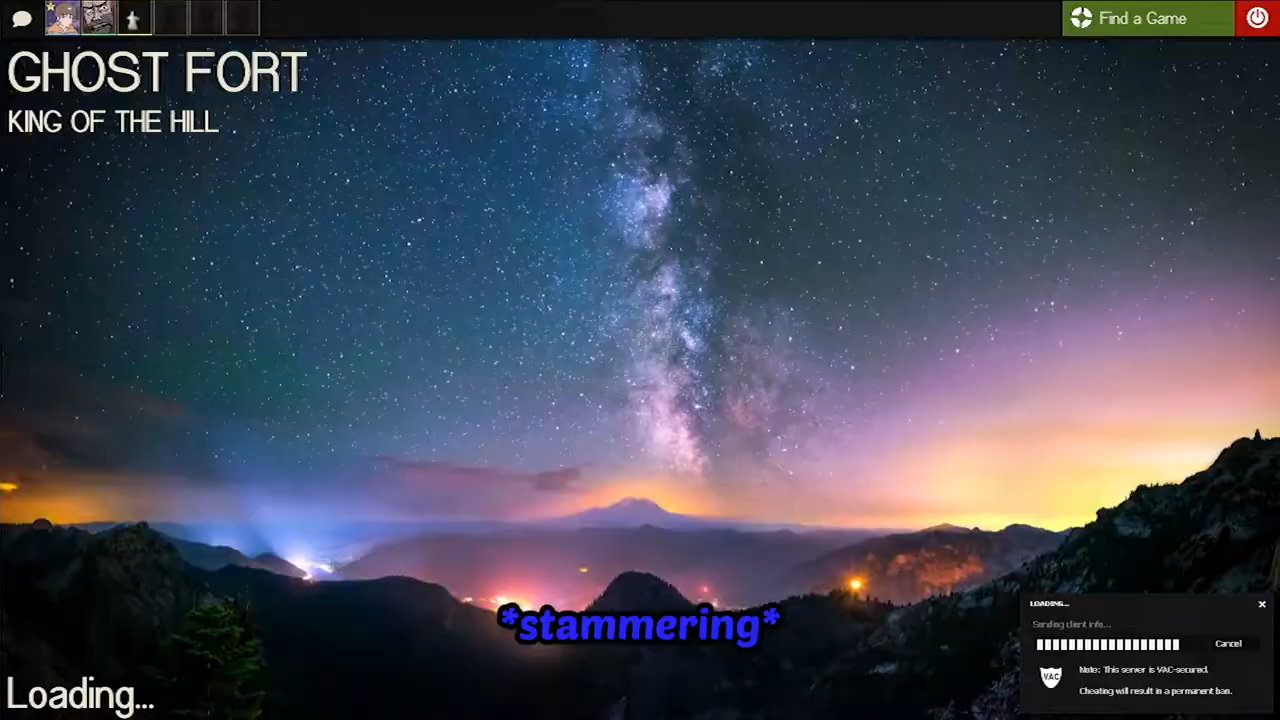 Find a Game
GHOST FORT
KING OF THE HILL
*stammering*
LOADING...
Sending client info...
Cancel
VAC
Note: This server is VAC-secured.
Cheating will result in a permanent ban.
Loading...